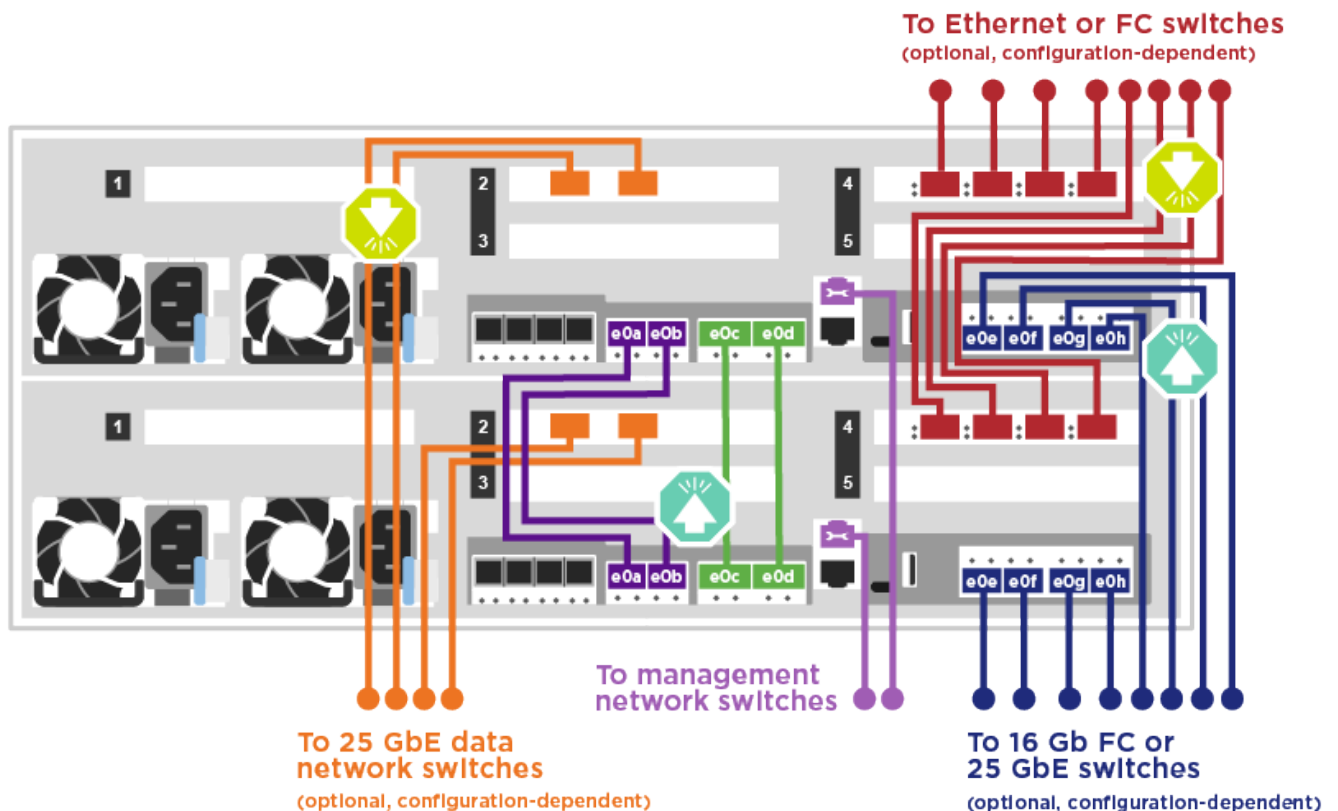 To Ethernet or FC switches
(optional, configuration-dependent)
1
2
4
3
5
e0a e0b e0c e0d
e0e e0f e0g e0h
1
2
4
3
5
e0a e0b e0c e0d
e0e e0f e0g e0h
To management
network switches
To 25 GbE data
network switches
(optional, configuration-dependent)
To 16 Gb FC or
25 GbE switches
(optional, configuration-dependent)